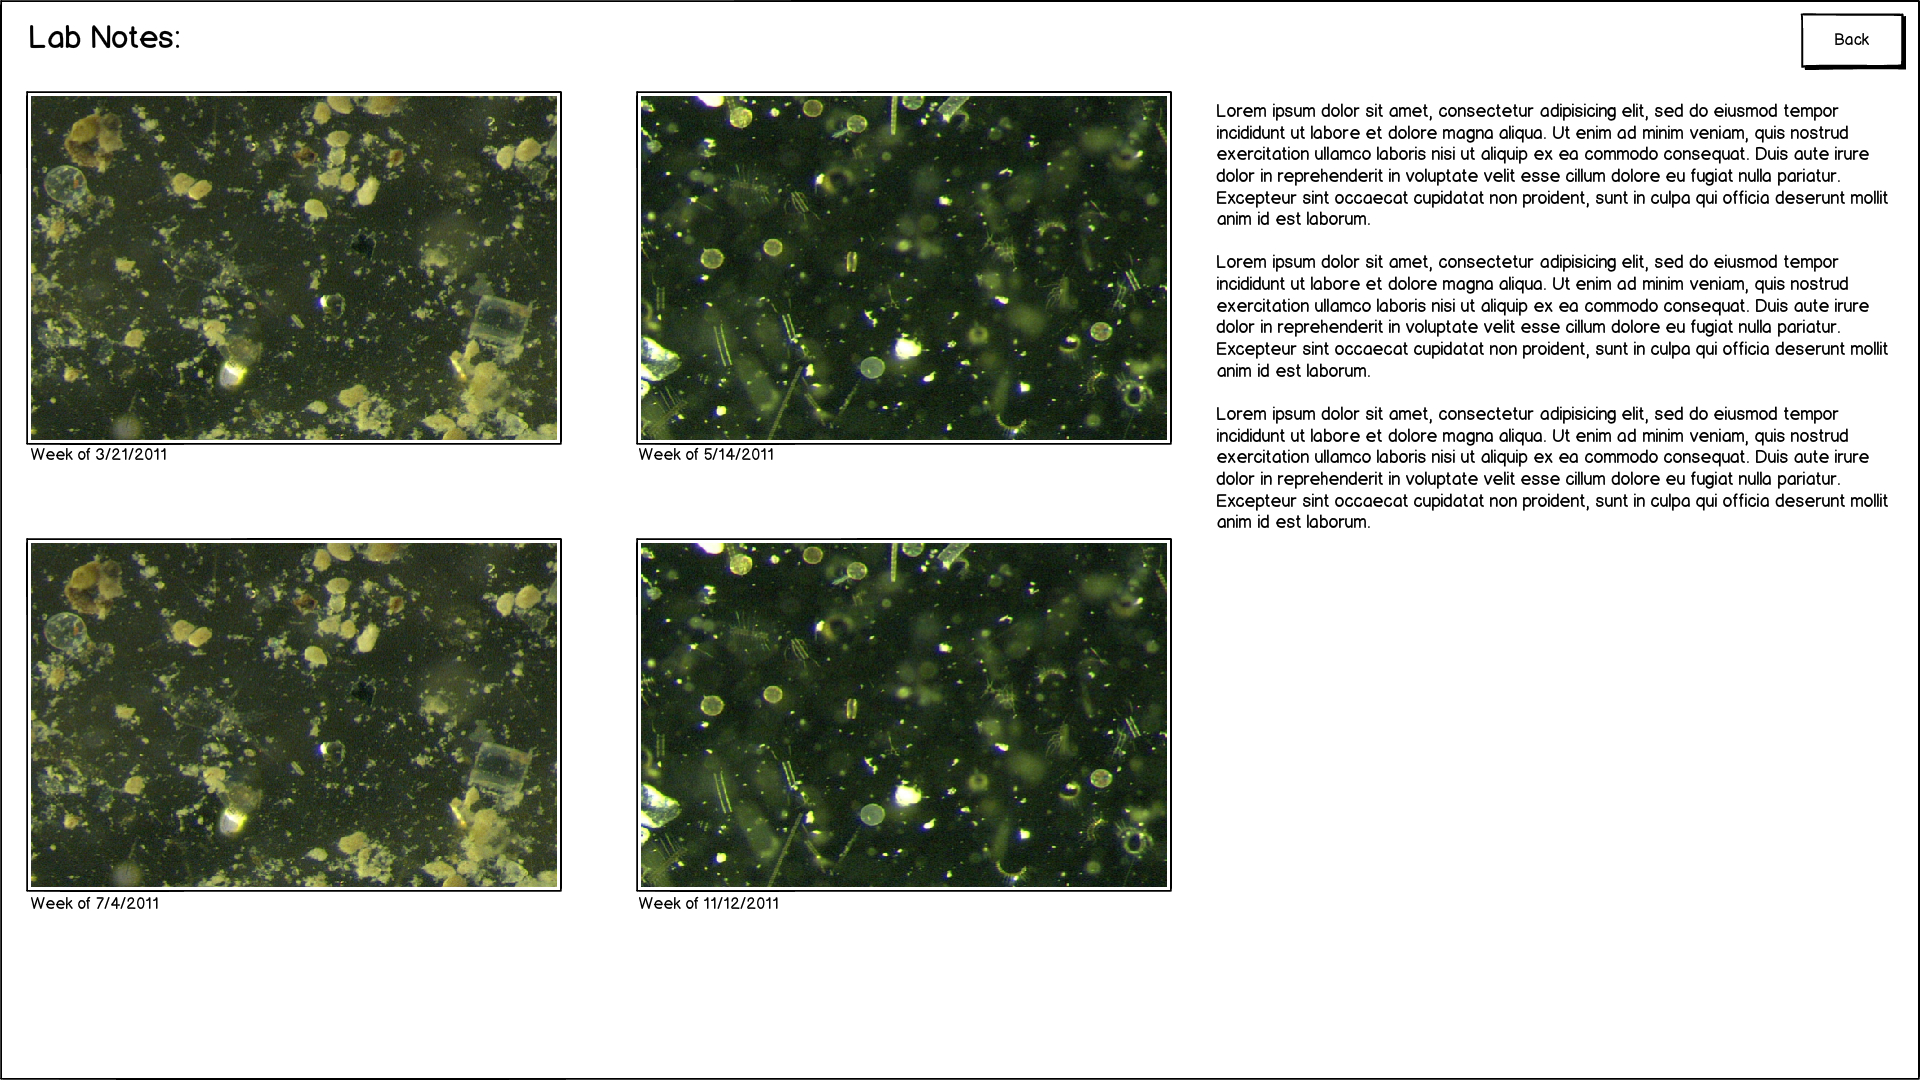 Lab Notes:
Back
Week of 3/21/2011
Week of 5/14/2011
Week of 7/4/2011
Week of 11/12/2011
Lorem ipsum dolor sit amet, consectetur adipisicing elit, sed do eiusmod tempor
incididunt ut labore et dolore magna aliqua. Ut enim ad minim veniam, quis nostrud
exercitation ullamco laboris nisi ut aliquip ex ea commodo consequat. Duis aute irure
dolor in reprehenderit in voluptate velit esse cillum dolore eu fugiat nulla pariatur.
Excepteur sint occaecat cupidatat non proident, sunt in culpa qui officia deserunt mollit
anim id est laborum.
Lorem ipsum dolor sit amet, consectetur adipisicing elit, sed do eiusmod tempor
incididunt ut labore et dolore magna aliqua. Ut enim ad minim veniam, quis nostrud
exercitation ullamco laboris nisi ut aliquip ex ea commodo consequat. Duis aute irure
dolor in reprehenderit in voluptate velit esse cillum dolore eu fugiat nulla pariatur.
Excepteur sint occaecat cupidatat non proident, sunt in culpa qui officia deserunt mollit
anim id est laborum.
Lorem ipsum dolor sit amet, consectetur adipisicing elit, sed do eiusmod tempor
incididunt ut labore et dolore magna aliqua. Ut enim ad minim veniam, quis nostrud
exercitation ullamco laboris nisi ut aliquip ex ea commodo consequat. Duis aute irure
dolor in reprehenderit in voluptate velit esse cillum dolore eu fugiat nulla pariatur.
Excepteur sint occaecat cupidatat non proident, sunt in culpa qui officia deserunt mollit
anim id est laborum.